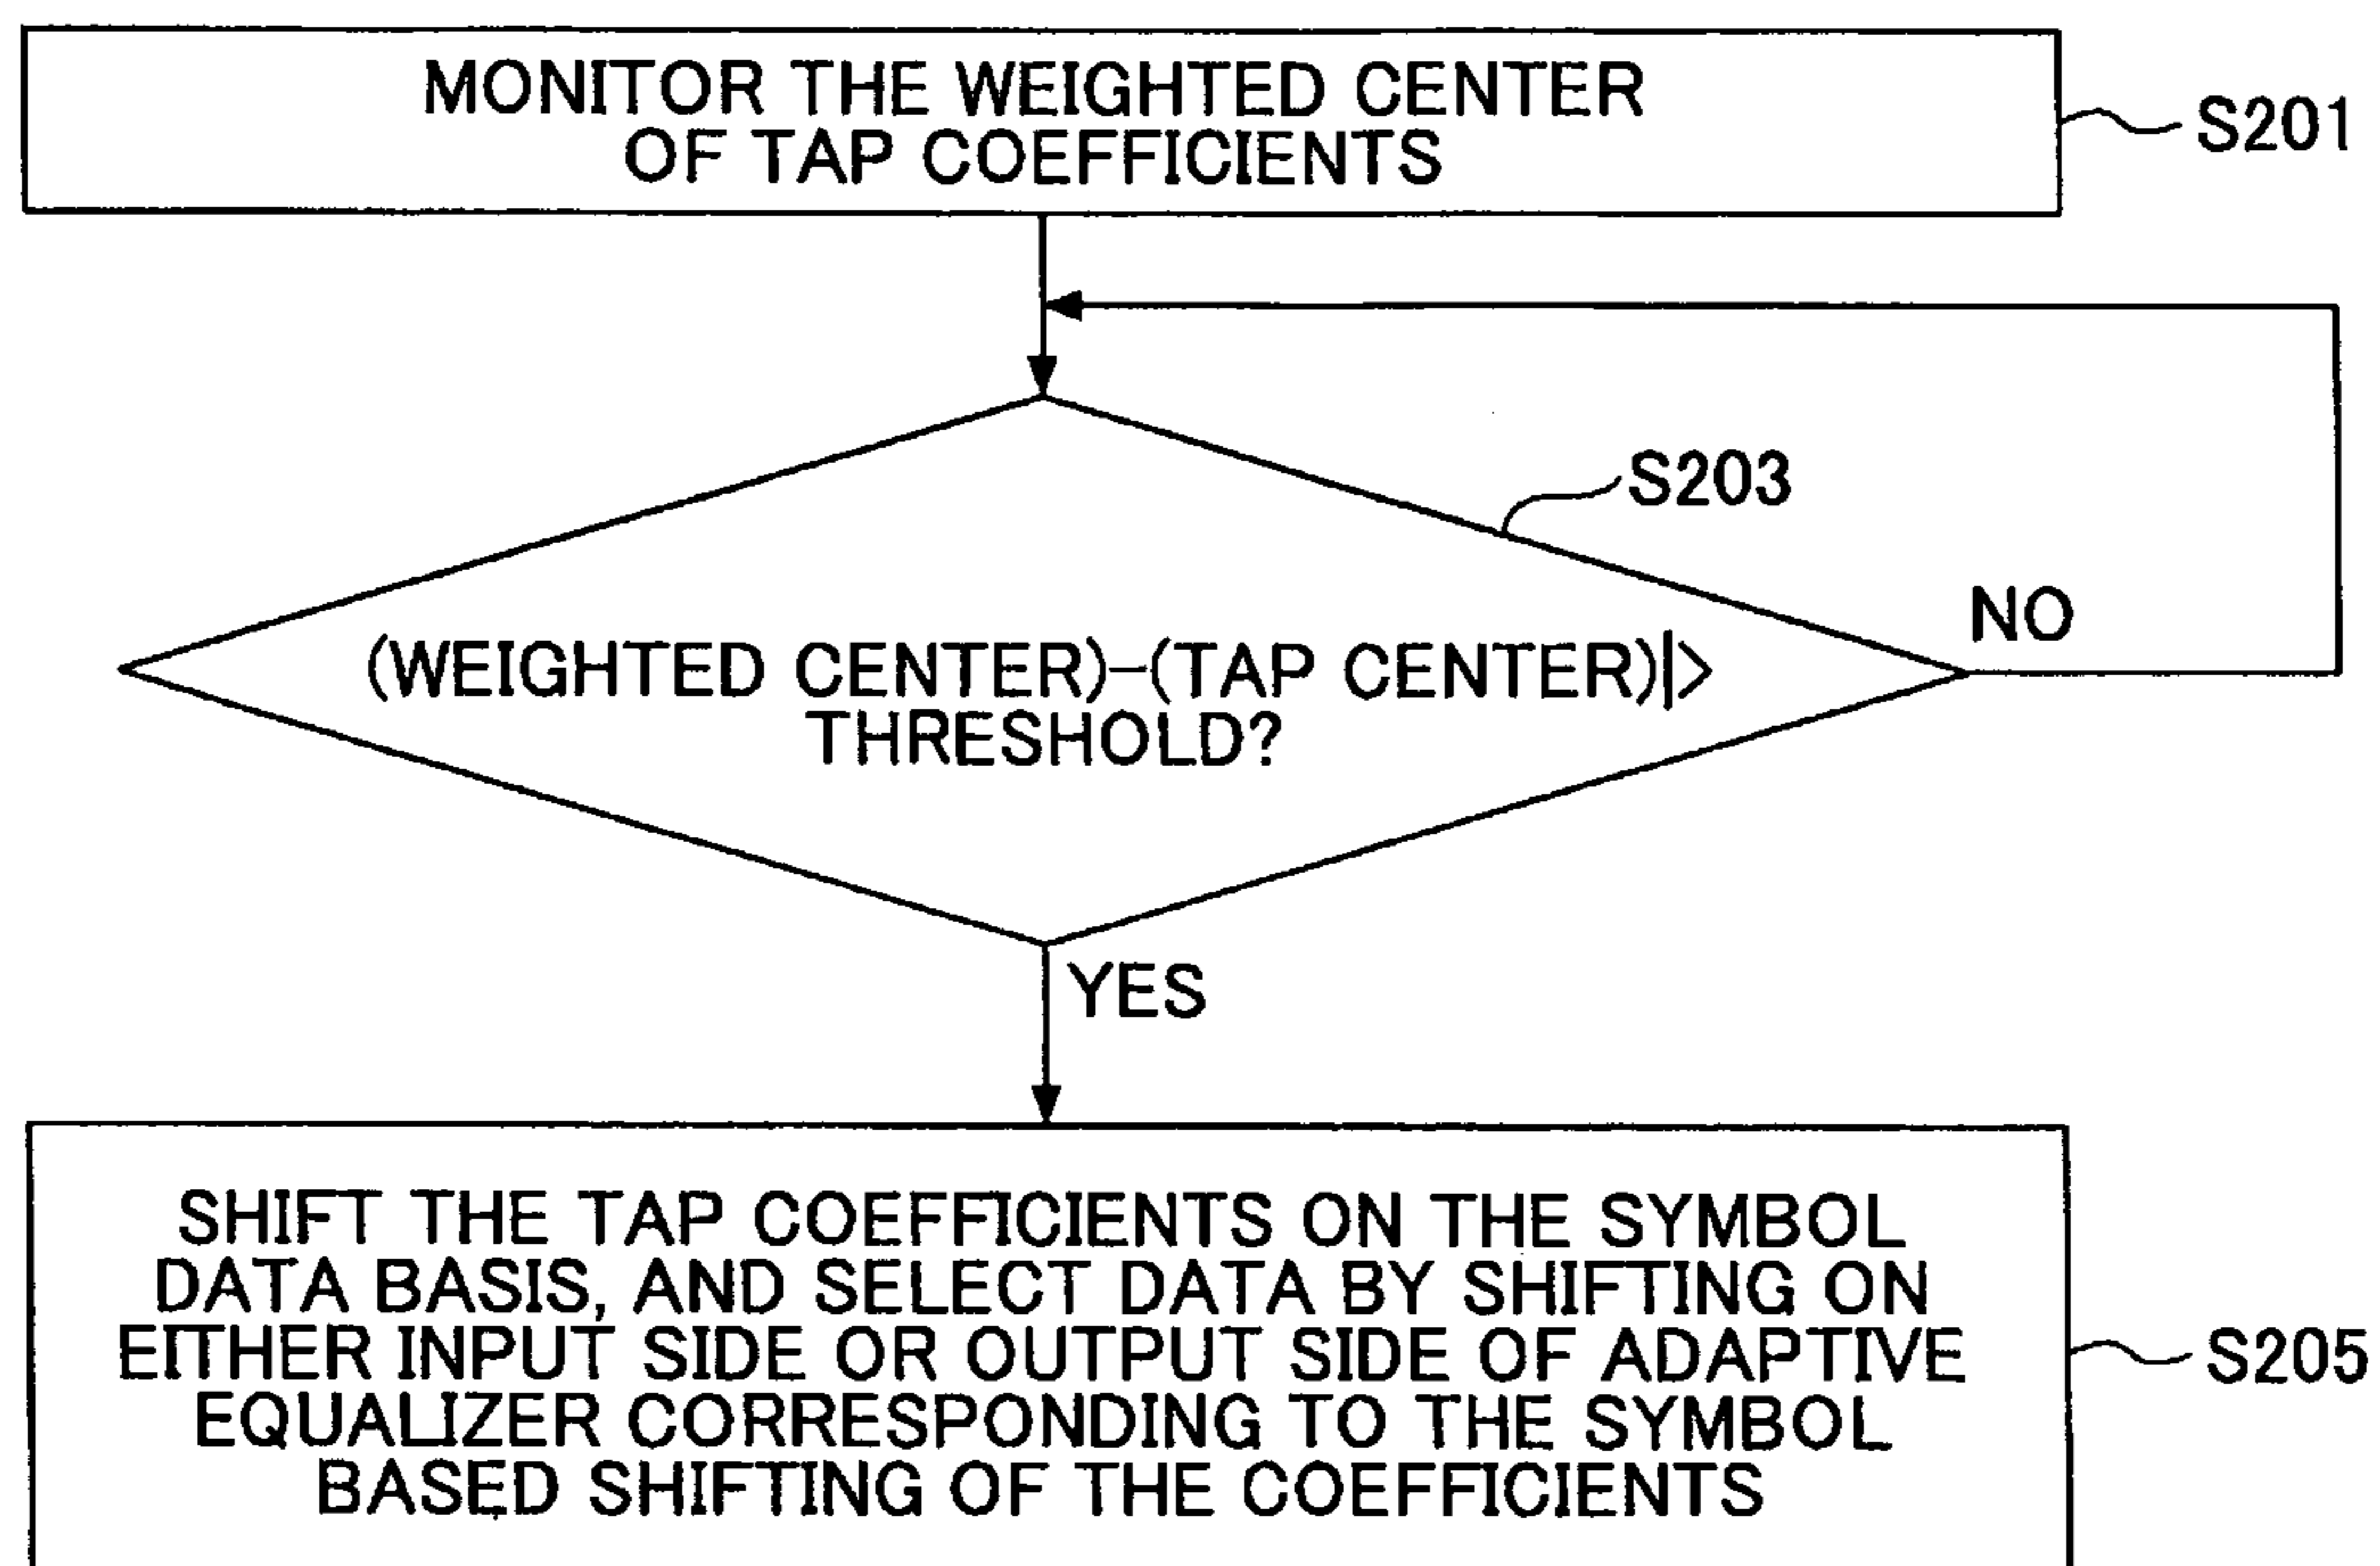 MONITOR THE WEIGHTED CENTER
OF TAP COEFFICIENTS
S201
S203
NO
(WEIGHTED CENTER)-(TAP CENTER)|>
THRESHOLD?
YES
SHIFT THE TAP COEFFICIENTS ON THE SYMBOL
DATA BASIS, AND SELECT DATA BY SHIFTING ON
EITHER INPUT SIDE OR OUTPUT SIDE OF ADAPTIVE
EQUALIZER CORRESPONDING TO THE SYMBOL
BASED SHIFTING OF THE COEFFICIENTS
S205